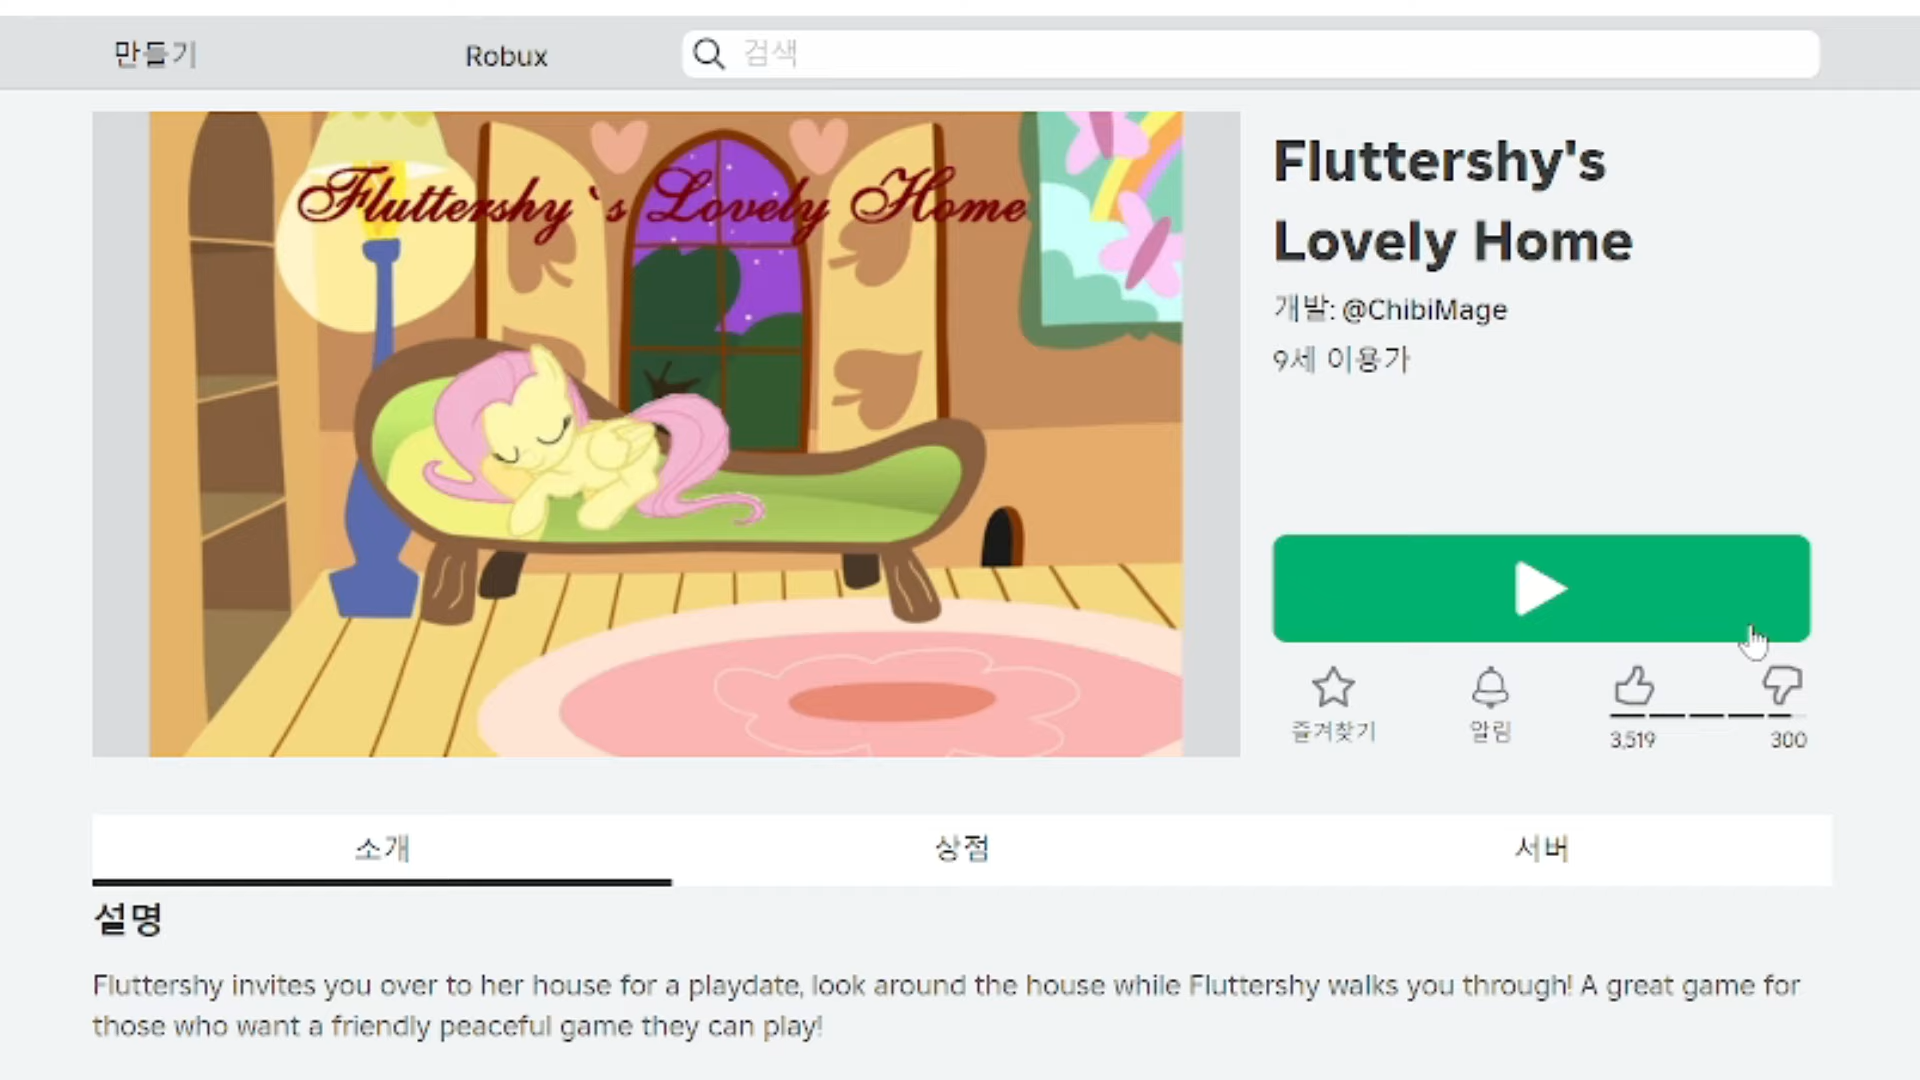 만들기
Robux
검색
Fluttershy`s Lovely Home
Fluttershy's
Lovely Home
개발: @ChibiMage
9세 이용가
즐겨찾기
알림
3,519
300
소개
상점
서버
설명
Fluttershy invites you over to her house for a playdate, look around the house while Fluttershy walks you through! A great game for
those who want a friendly peaceful game they can play!